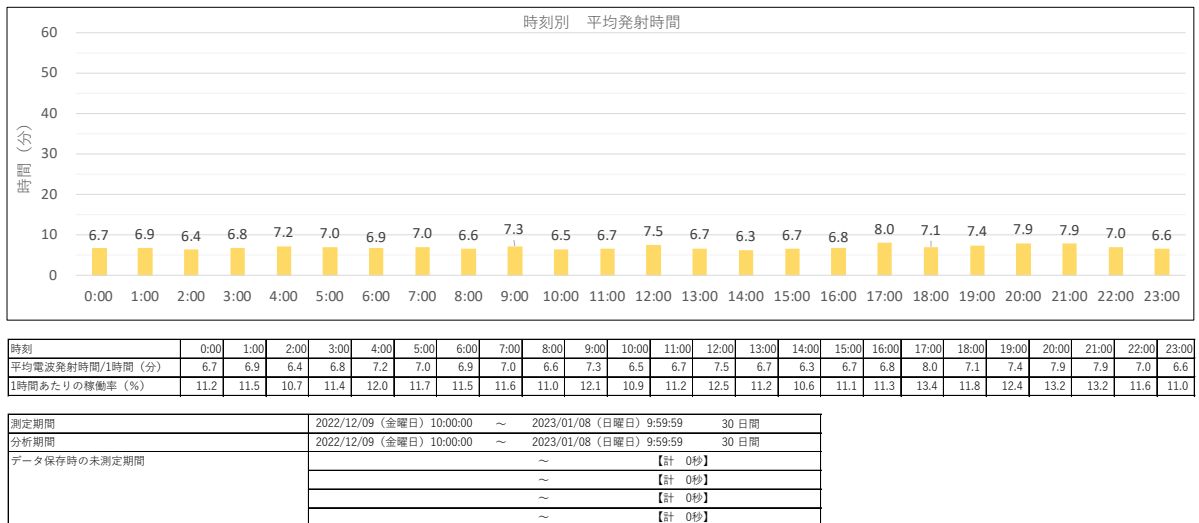 時刻別　平均発射時間
時間（分）
60
50
40
30
20
10
0
6.7 6.9 6.4 6.8 7.2 7.0 6.9 7.0 6.6 7.3 6.5 6.7 7.5 6.7 6.3 6.7 6.8 8.0 7.1 7.4 7.9 7.9 7.0 6.6
0:00 1:00 2:00 3:00 4:00 5:00 6:00 7:00 8:00 9:00 10:00 11:00 12:00 13:00 14:00 15:00 16:00 17:00 18:00 19:00 20:00 21:00 22:00 23:00
時刻 0:00 1:00 2:00 3:00 4:00 5:00 6:00 7:00 8:00 9:00 10:00 11:00 12:00 13:00 14:00 15:00 16:00 17:00 18:00 19:00 20:00 21:00 22:00 23:00
平均電波発射時間/1時間（分） 6.7 6.9 6.4 6.8 7.2 7.0 6.9 7.0 6.6 7.3 6.5 6.7 7.5 6.7 6.3 6.7 6.8 8.0 7.1 7.4 7.9 7.9 7.0 6.6
1時間あたりの稼働率（%） 11.2 11.5 10.7 11.4 12.0 11.7 11.5 11.6 11.0 12.1 10.9 11.2 12.5 11.2 10.6 11.1 11.3 13.4 11.8 12.4 13.2 13.2 11.6 11.0
測定期間 2022/12/09（金曜日）10:00:00 ～ 2023/01/08（日曜日）9:59:59 30 日間
分析期間 2022/12/09（金曜日）10:00:00 ～ 2023/01/08（日曜日）9:59:59 30 日間
データ保存時の未測定期間 ～ 【計　0秒】
～ 【計　0秒】
～ 【計　0秒】
～ 【計　0秒】